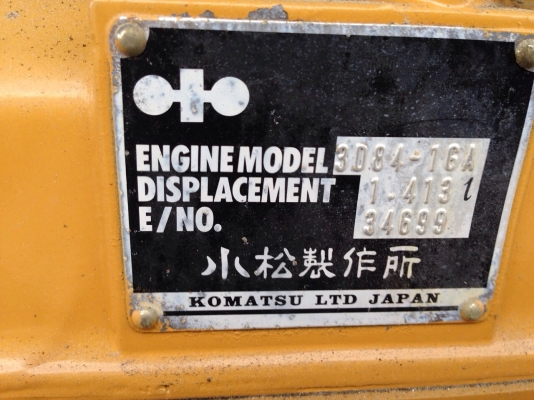 ENGINE MODEL 3D84-1GA
DISPLACEMENT 1.413 l
E/NO. 34699
小松製作所
KOMATSU LTD JAPAN